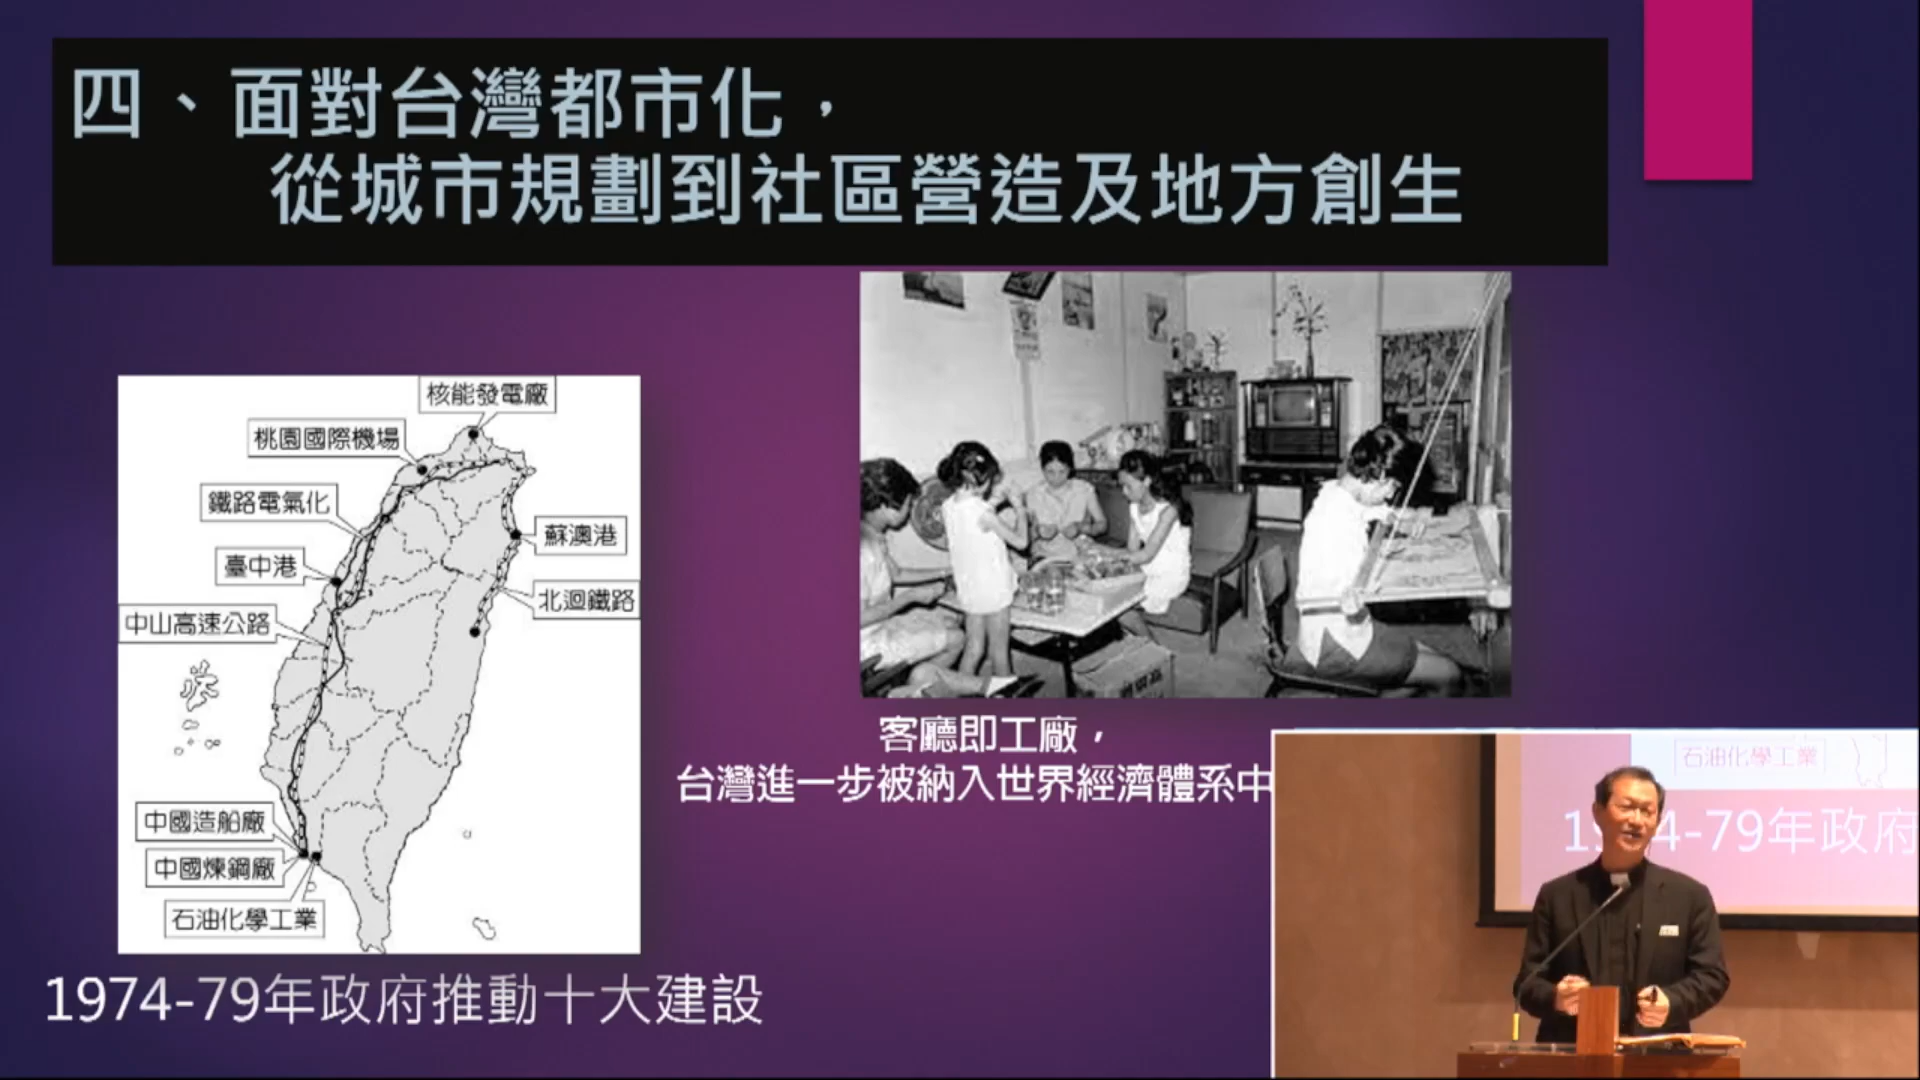 四、面對台灣都市化，
從城市規劃到社區營造及地方創生
核能發電廠
桃園國際機場
鐵路電氣化
蘇澳港
臺中港
北迴鐵路
中山高速公路
中國造船廠
中國煉鋼廠
石油化學工業
1974-79年政府推動十大建設
客廳即工廠，
台灣進一步被納入世界經濟體系中
石油化學工業
4-79年政府